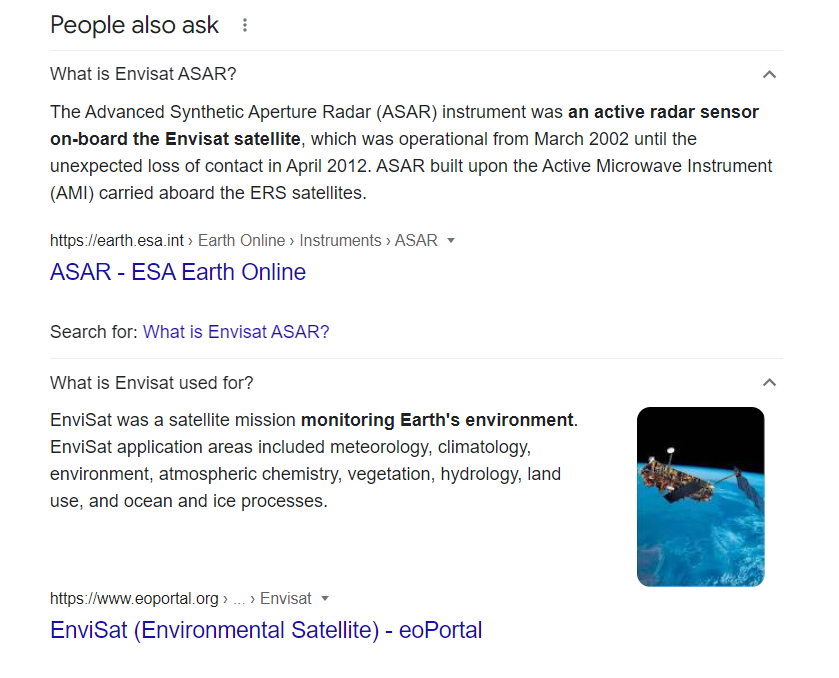 People also ask
What is Envisat ASAR?
The Advanced Synthetic Aperture Radar (ASAR) instrument was an active radar sensor
on-board the Envisat satellite, which was operational from March 2002 until the
unexpected loss of contact in April 2012. ASAR built upon the Active Microwave Instrument
(AMI) carried aboard the ERS satellites.
https://earth.esa.int › Earth Online › Instruments › ASAR
ASAR - ESA Earth Online
Search for: What is Envisat ASAR?
What is Envisat used for?
EnviSat was a satellite mission monitoring Earth's environment.
EnviSat application areas included meteorology, climatology,
environment, atmospheric chemistry, vegetation, hydrology, land
use, and ocean and ice processes.
https://www.eoportal.org › ... › Envisat
EnviSat (Environmental Satellite) - eoPortal